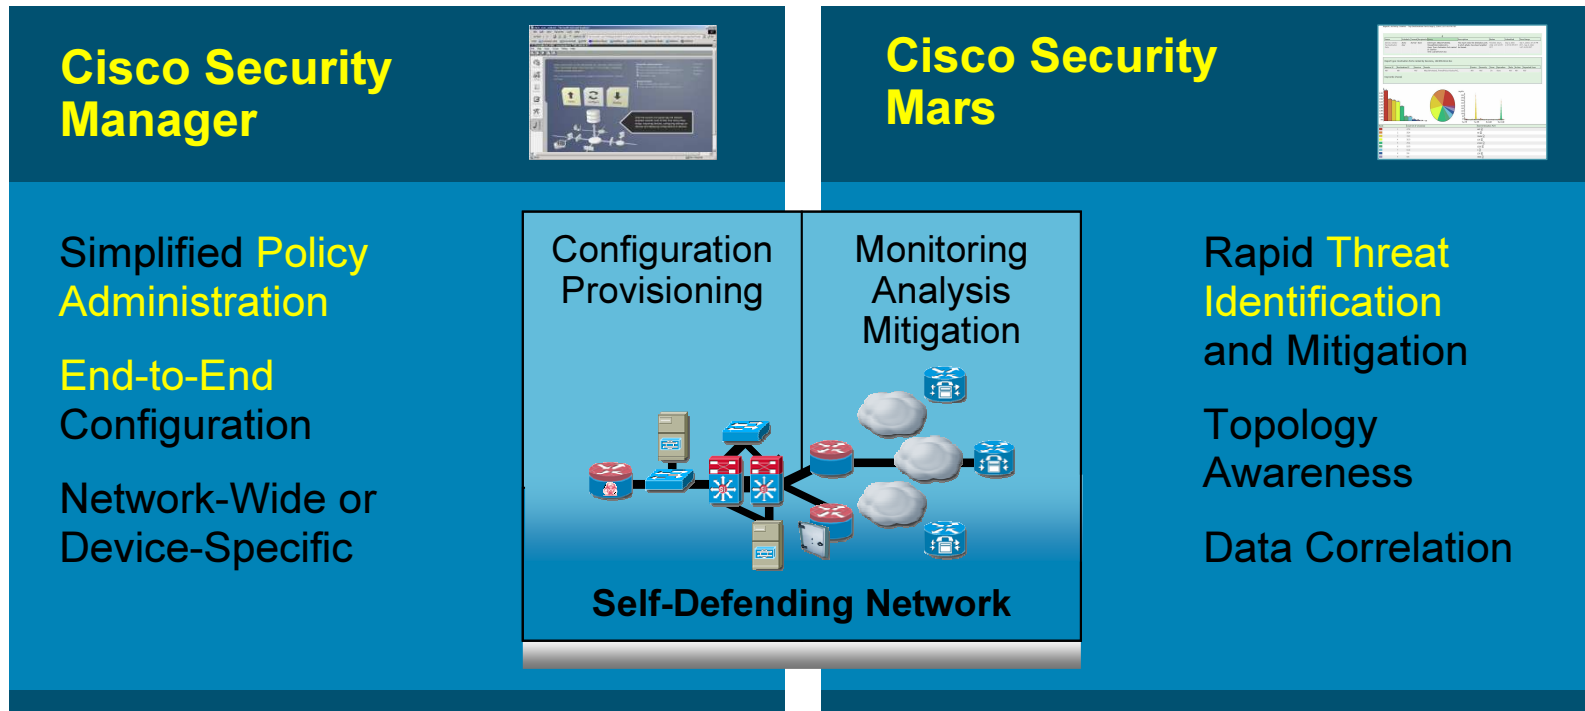 Cisco Security
Manager
Simplified Policy
Administration
End-to-End
Configuration
Network-Wide or
Device-Specific
Configuration
Provisioning
Monitoring
Analysis
Mitigation
Self-Defending Network
Cisco Security
Mars
Rapid Threat
Identification
and Mitigation
Topology
Awareness
Data Correlation